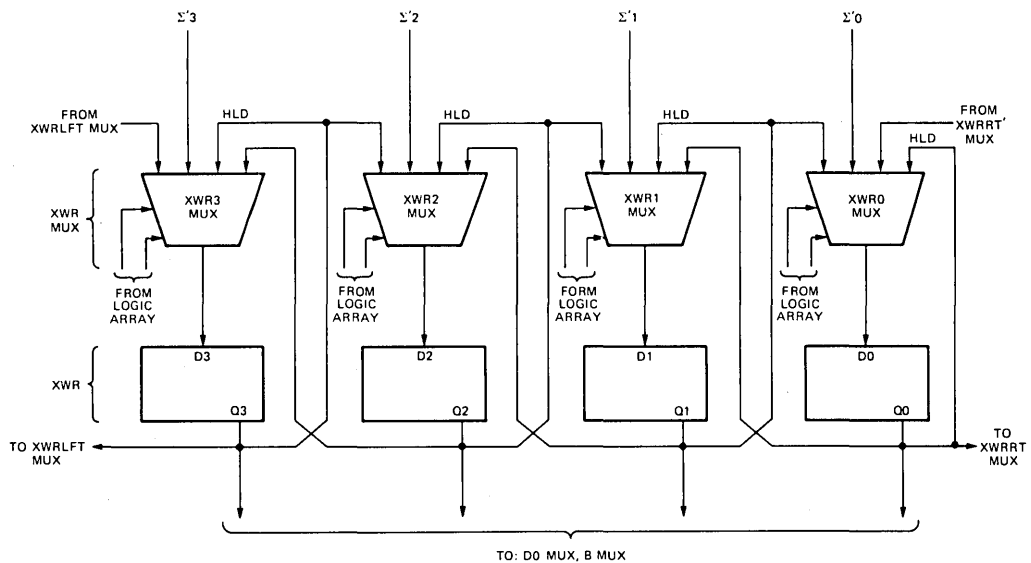 Σ'3
Σ'2
Σ'1
Σ'0
FROM
XWRLFT MUX
HLD
HLD
HLD
FROM
XWRRT'
MUX
HLD
XWR
MUX
XWR3
MUX
XWR2
MUX
XWR1
MUX
XWR0
MUX
FROM
LOGIC
ARRAY
FROM
LOGIC
ARRAY
FORM
LOGIC
ARRAY
FROM
LOGIC
ARRAY
XWR
D3
D2
D1
D0
Q3
Q2
Q1
Q0
TO XWRLFT
MUX
TO
XWRRT
MUX
TO: D0 MUX, B MUX